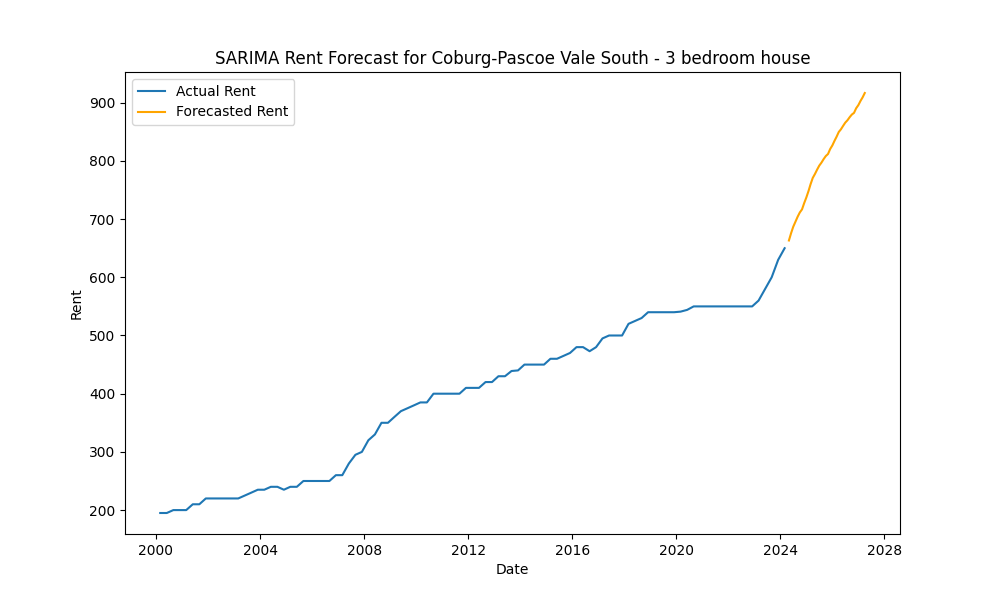 SARIMA Rent Forecast for Coburg-Pascoe Vale South - 3 bedroom house
Actual Rent
Forecasted Rent
900
800
700
600
500
400
300
200
Rent
2000 2004 2008 2012 2016 2020 2024 2028
Date